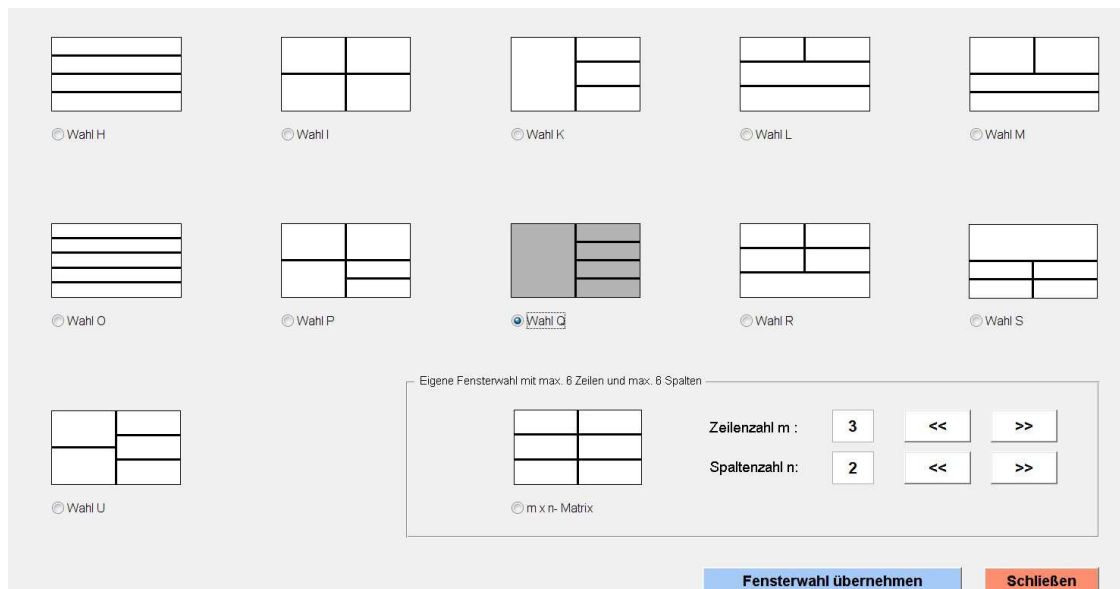 Wahl H
Wahl I
Wahl K
Wahl L
Wahl M
Wahl O
Wahl P
Wahl Q
Wahl R
Wahl S
Wahl U
Eigene Fensterwahl mit max. 6 Zeilen und max. 6 Spalten
m x n- Matrix
Zeilenzahl m : 3 << >>
Spaltenzahl n: 2 << >>
Fensterwahl übernehmen
Schließen